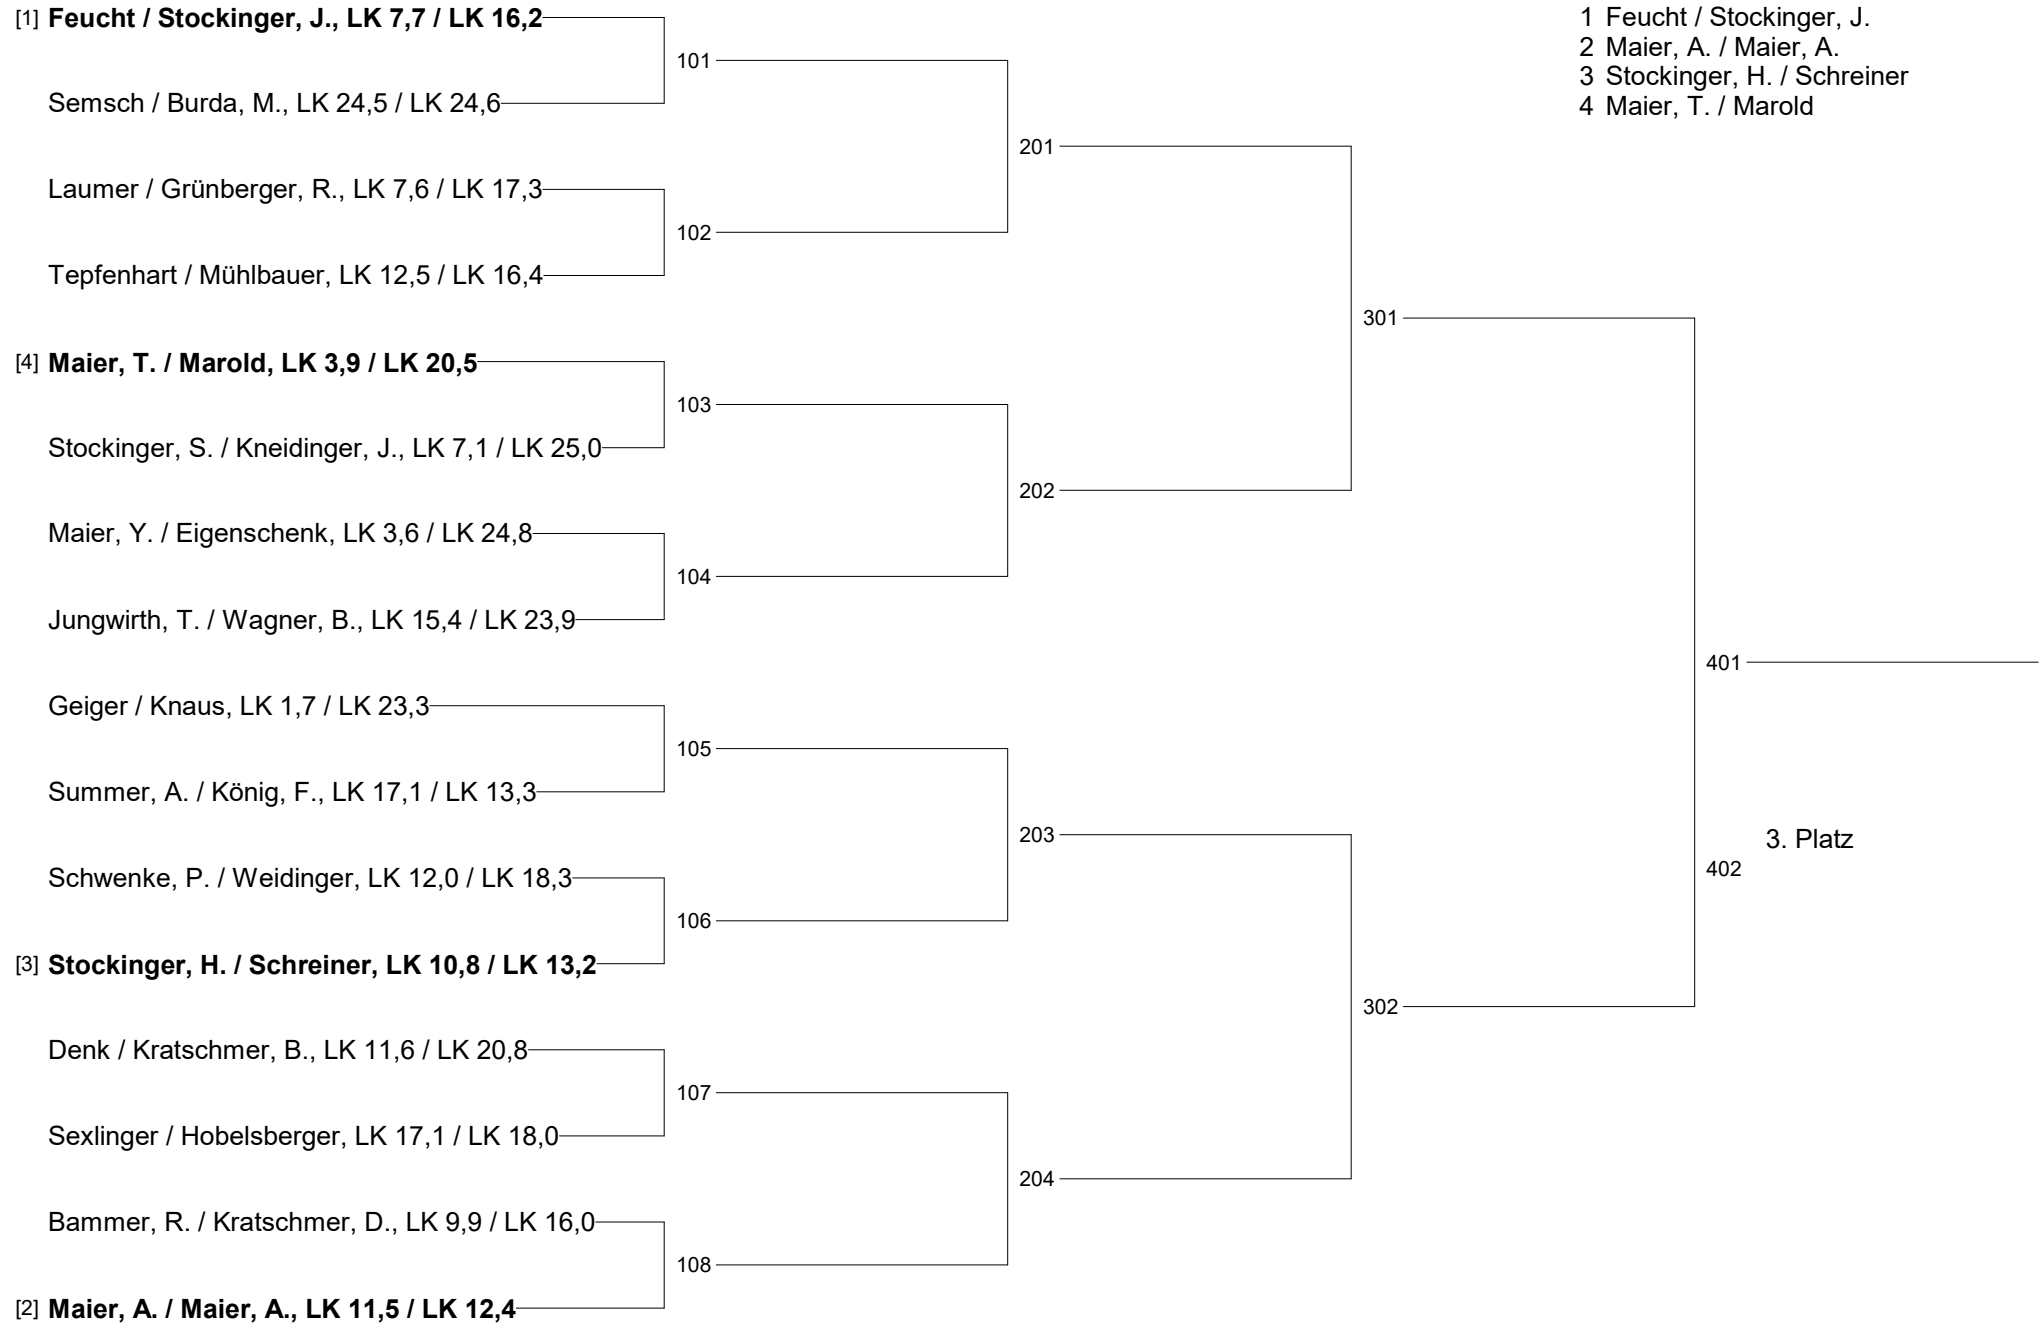 [1] Feucht / Stockinger, J., LK 7,7 / LK 16,2
101
Semsch / Burda, M., LK 24,5 / LK 24,6
201
Laumer / Grünberger, R., LK 7,6 / LK 17,3
102
Tepfenhart / Mühlbauer, LK 12,5 / LK 16,4
301
[4] Maier, T. / Marold, LK 3,9 / LK 20,5
103
Stockinger, S. / Kneidinger, J., LK 7,1 / LK 25,0
202
Maier, Y. / Eigenschenk, LK 3,6 / LK 24,8
104
Jungwirth, T. / Wagner, B., LK 15,4 / LK 23,9
401
Geiger / Knaus, LK 1,7 / LK 23,3
105
Summer, A. / König, F., LK 17,1 / LK 13,3
203
3. Platz
402
Schwenke, P. / Weidinger, LK 12,0 / LK 18,3
106
[3] Stockinger, H. / Schreiner, LK 10,8 / LK 13,2
302
Denk / Kratschmer, B., LK 11,6 / LK 20,8
107
Sexlinger / Hobelsberger, LK 17,1 / LK 18,0
204
Bammer, R. / Kratschmer, D., LK 9,9 / LK 16,0
108
[2] Maier, A. / Maier, A., LK 11,5 / LK 12,4
1 Feucht / Stockinger, J.
2 Maier, A. / Maier, A.
3 Stockinger, H. / Schreiner
4 Maier, T. / Marold